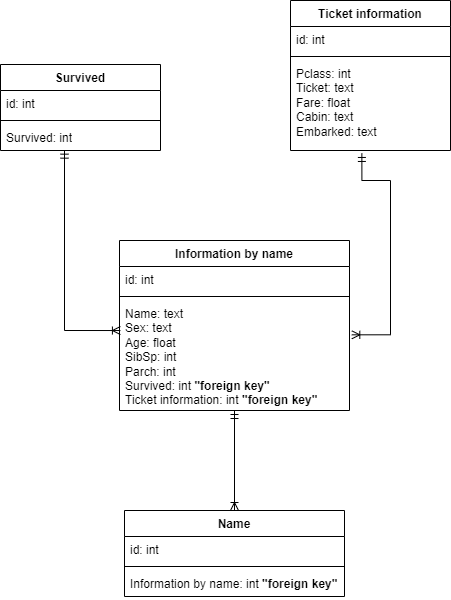 Ticket information
id: int
Pclass: int
Ticket: text
Fare: float
Cabin: text
Embarked: text
Survived
id: int
Survived: int
Information by name
id: int
Name: text
Sex: text
Age: float
SibSp: int
Parch: int
Survived: int "foreign key"
Ticket information: int "foreign key"
Name
id: int
Information by name: int "foreign key"